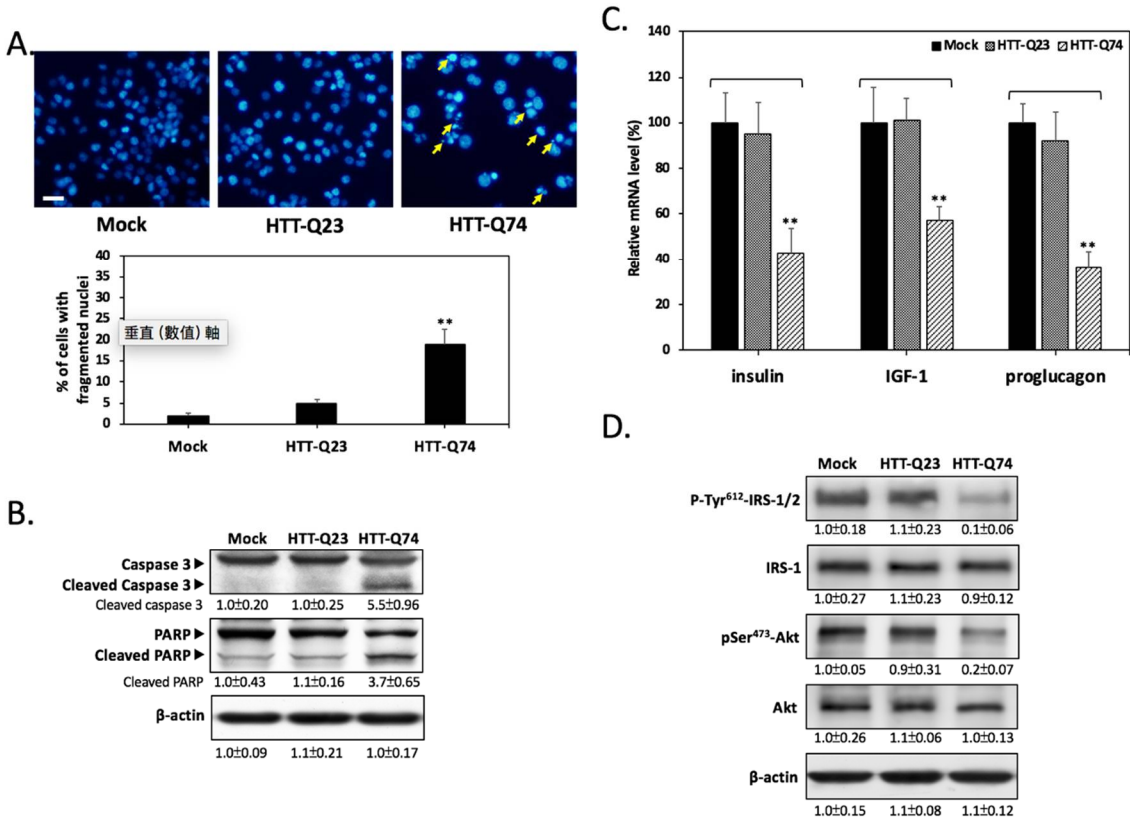 A.
Mock HTT-Q23 HTT-Q74
% of cells with
fragmented nuclei
40
35
30
25
20
15
10
5
0
垂直 (數值) 軸
**
Mock HTT-Q23 HTT-Q74
B.
Mock HTT-Q23 HTT-Q74
Caspase 3
Cleaved Caspase 3
Cleaved caspase 3 1.0±0.20 1.0±0.25 5.5±0.96
PARP
Cleaved PARP
Cleaved PARP 1.0±0.43 1.1±0.16 3.7±0.65
β-actin
1.0±0.09 1.1±0.21 1.0±0.17
C.
Relative mRNA level (%)
140
120
100
80
60
40
20
0
Mock HTT-Q23 HTT-Q74
**
**
**
insulin IGF-1 proglucagon
D.
Mock HTT-Q23 HTT-Q74
P-Tyr⁶¹²-IRS-1/2
1.0±0.18 1.1±0.23 0.1±0.06
IRS-1
1.0±0.27 1.1±0.23 0.9±0.12
pSer⁴⁷³-Akt
1.0±0.05 0.9±0.31 0.2±0.07
Akt
1.0±0.26 1.1±0.06 1.0±0.13
β-actin
1.0±0.15 1.1±0.08 1.1±0.12